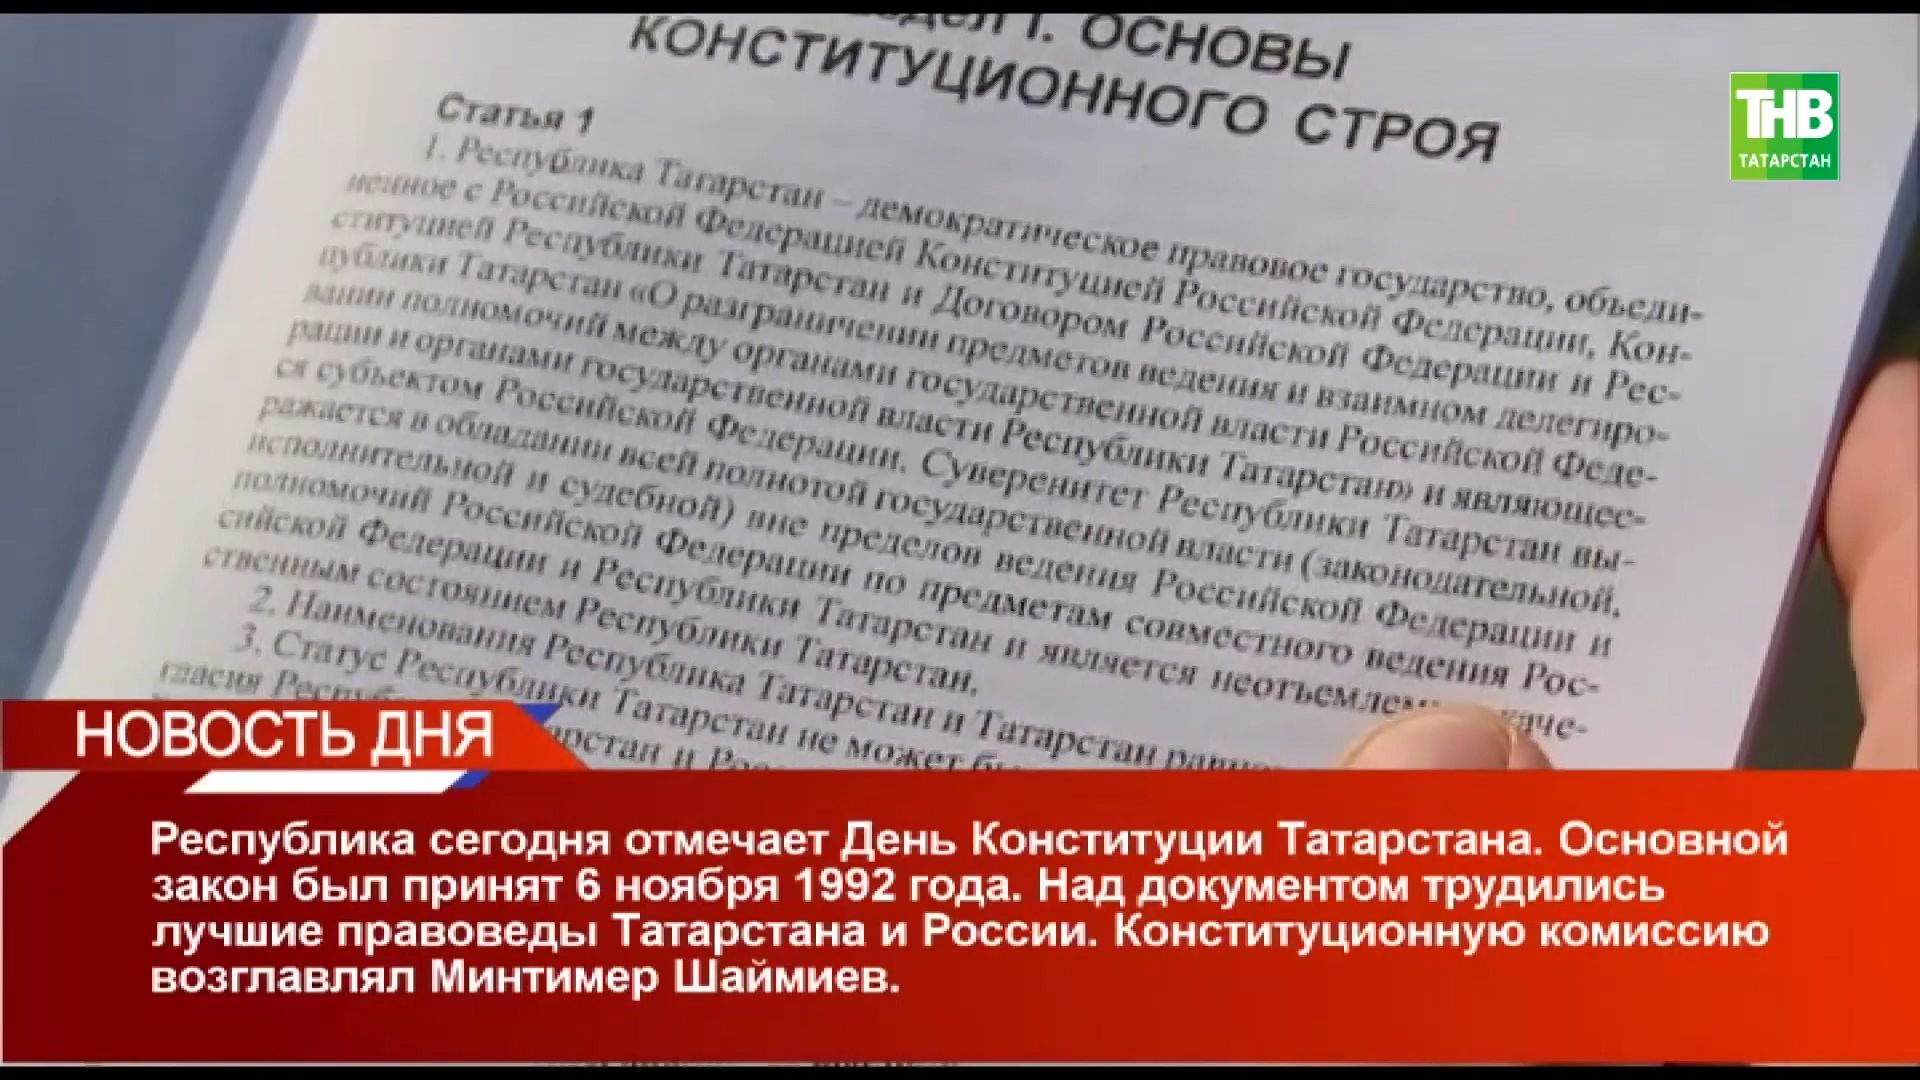 Раздел I. ОСНОВЫ
КОНСТИТУЦИОННОГО СТРОЯ
Статья 1
1. Республика Татарстан – демократическое правовое государство, объеди-
ненное с Российской Федерацией Конституцией Российской Федерации, Кон-
ституцией Республики Татарстан и Договором Российской Федерации и Рес-
публики Татарстан «О разграничении предметов ведения и взаимном делегиро-
вании полномочий между органами государственной власти Российской Феде-
рации и органами государственной власти Республики Татарстан» и являющее-
ся субъектом Российской Федерации. Суверенитет Республики Татарстан вы-
ражается в обладании всей полнотой государственной власти (законодательной,
исполнительной и судебной) вне пределов ведения Российской Федерации и
полномочий Российской Федерации по предметам совместного ведения Рос-
сийской Федерации и Республики Татарстан и является неотъемлем каче-
ственным состоянием Республики Татарстан.
2. Наименования Республика Татарстан и Татарстан
3. Статус Республики Татарстан не может
гласия
ТНВ
ТАТАРСТАН
НОВОСТЬ ДНЯ
Республика сегодня отмечает День Конституции Татарстана. Основной
закон был принят 6 ноября 1992 года. Над документом трудились
лучшие правоведы Татарстана и России. Конституционную комиссию
возглавлял Минтимер Шаймиев.